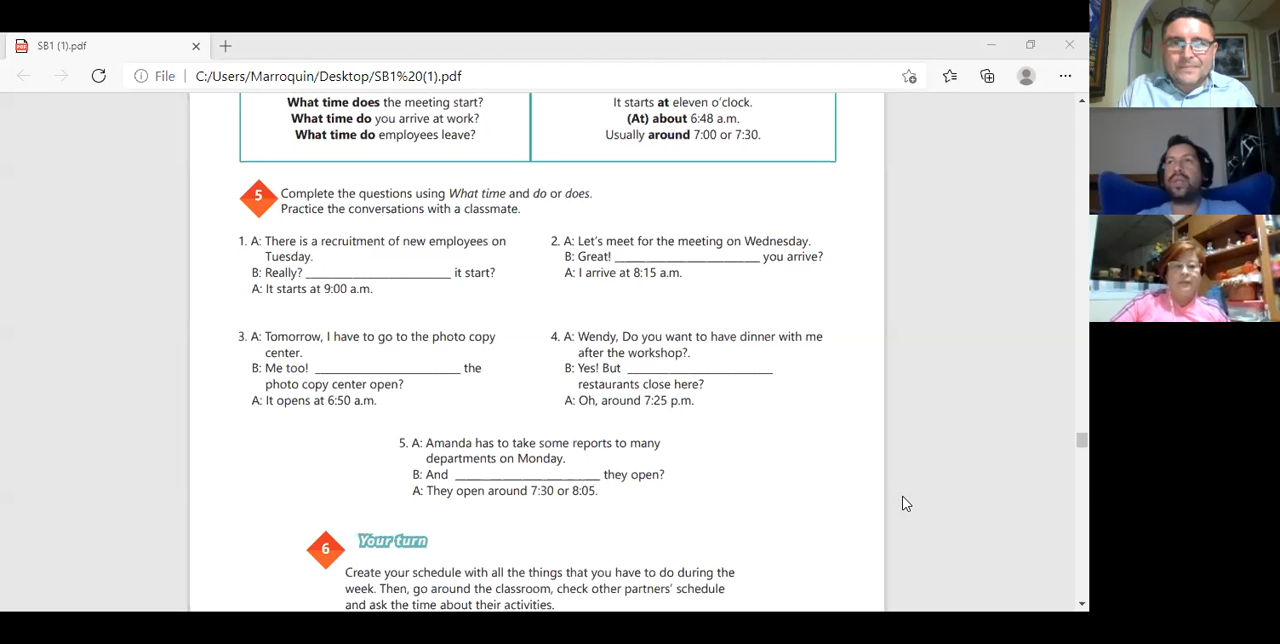 SB1 (1).pdf
File
C:/Users/Marroquin/Desktop/SB1%20(1).pdf
What time does the meeting start?
What time do you arrive at work?
What time do employees leave?
It starts at eleven o'clock.
(At) about 6:48 a.m.
Usually around 7:00 or 7:30.
5
Complete the questions using What time and do or does.
Practice the conversations with a classmate.
1. A: There is a recruitment of new employees on
Tuesday.
B: Really? ______________________ it start?
A: It starts at 9:00 a.m.
2. A: Let's meet for the meeting on Wednesday.
B: Great! ______________________ you arrive?
A: I arrive at 8:15 a.m.
3. A: Tomorrow, I have to go to the photo copy
center.
B: Me too! ______________________ the
photo copy center open?
A: It opens at 6:50 a.m.
4. A: Wendy, Do you want to have dinner with me
after the workshop?.
B: Yes! But ______________________
restaurants close here?
A: Oh, around 7:25 p.m.
5. A: Amanda has to take some reports to many
departments on Monday.
B: And ______________________ they open?
A: They open around 7:30 or 8:05.
6
Your turn
Create your schedule with all the things that you have to do during the
week. Then, go around the classroom, check other partners' schedule
and ask the time about their activities.